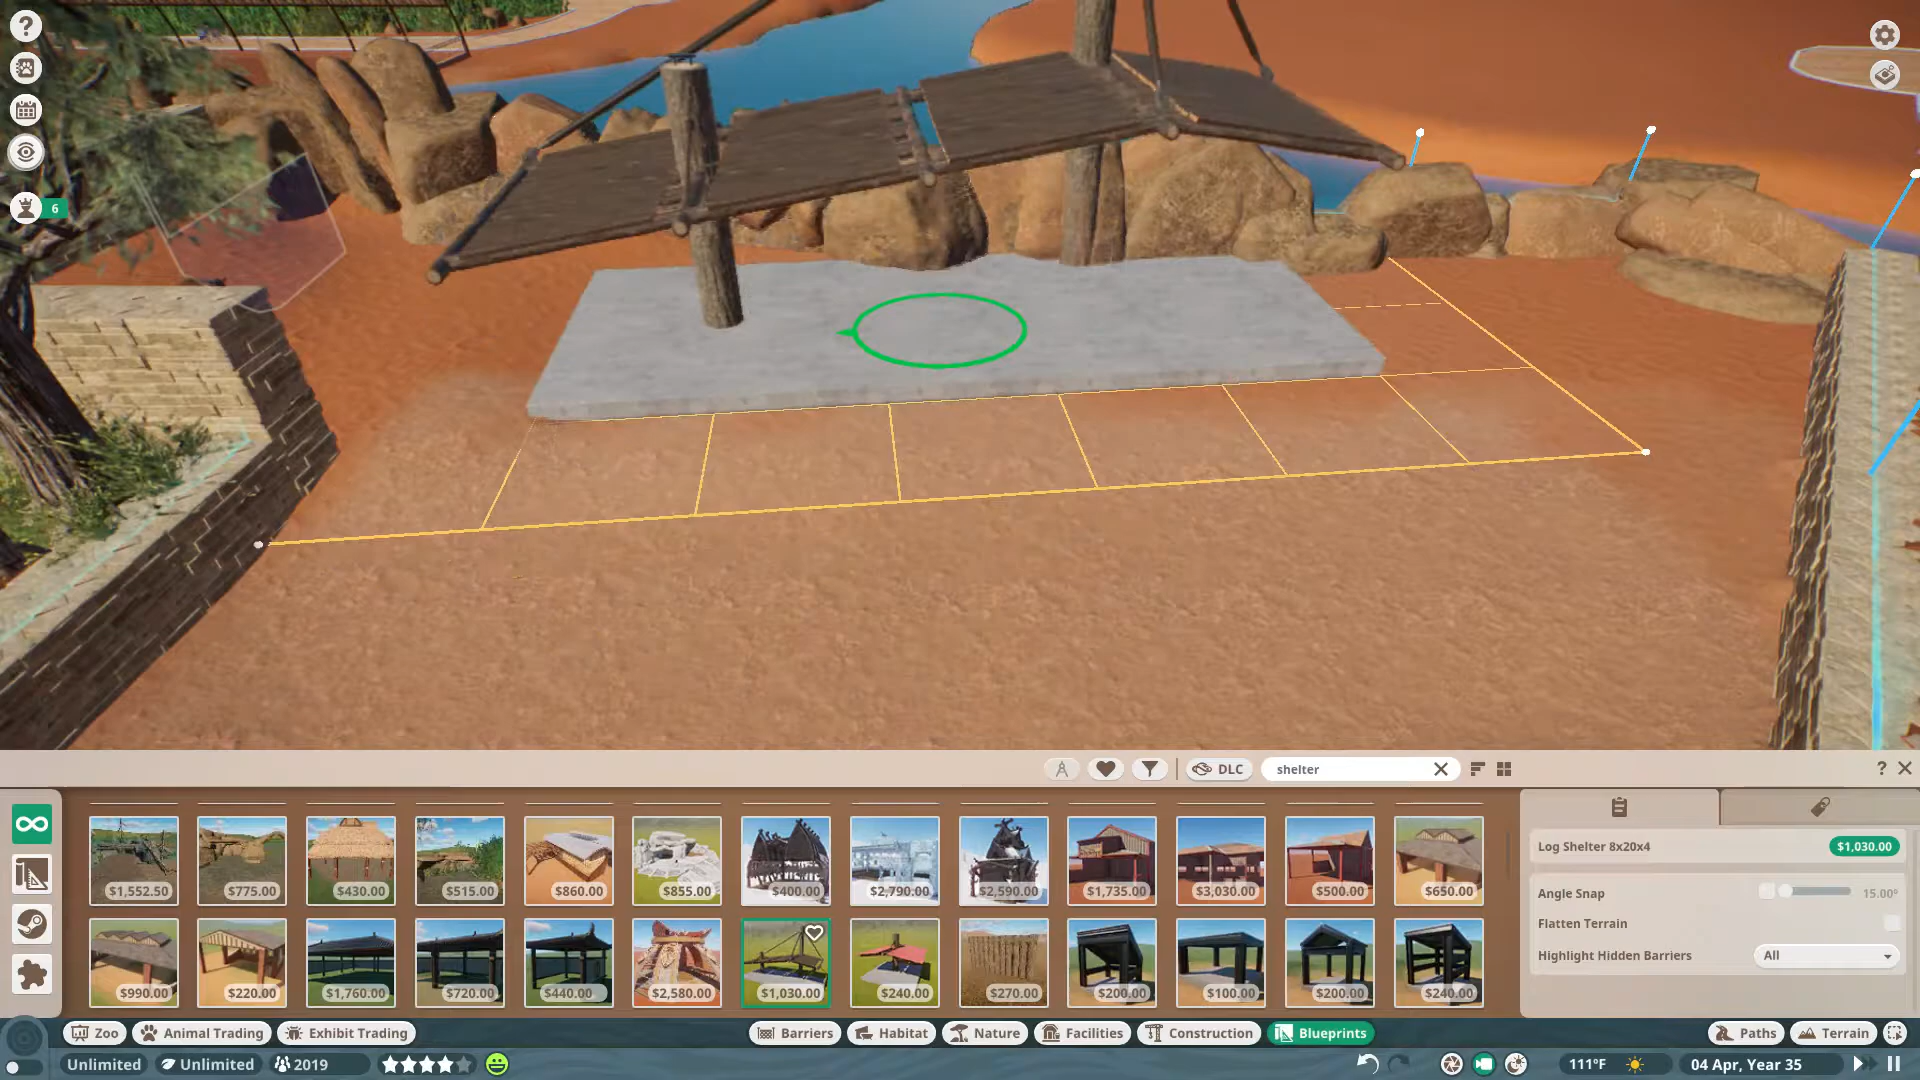 ?
6
DLC
shelter
?
$1,552.50
$775.00
$430.00
$515.00
$860.00
$855.00
$400.00
$2,790.00
$2,590.00
$1,735.00
$3,030.00
$500.00
$650.00
$990.00
$220.00
$1,760.00
$720.00
$440.00
$2,580.00
$1,030.00
$240.00
$270.00
$200.00
$100.00
$200.00
$240.00
Log Shelter 8x20x4
$1,030.00
Angle Snap
15.00°
Flatten Terrain
Highlight Hidden Barriers
All
Zoo
Animal Trading
Exhibit Trading
Barriers
Habitat
Nature
Facilities
Construction
Blueprints
Paths
Terrain
Unlimited
Unlimited
2019
111°F
04 Apr, Year 35